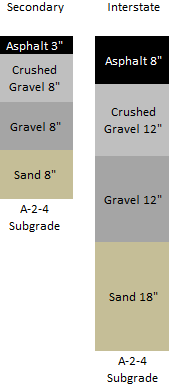 Secondary
Asphalt 3"
Crushed
Gravel 8"
Gravel 8"
Sand 8"
A-2-4
Subgrade
Interstate
Asphalt 8"
Crushed
Gravel 12"
Gravel 12"
Sand 18"
A-2-4
Subgrade